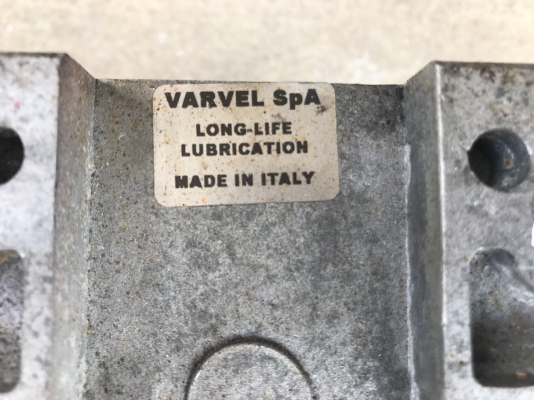 VARVEL SpA
LONG-LIFE
LUBRICATION
MADE IN ITALY